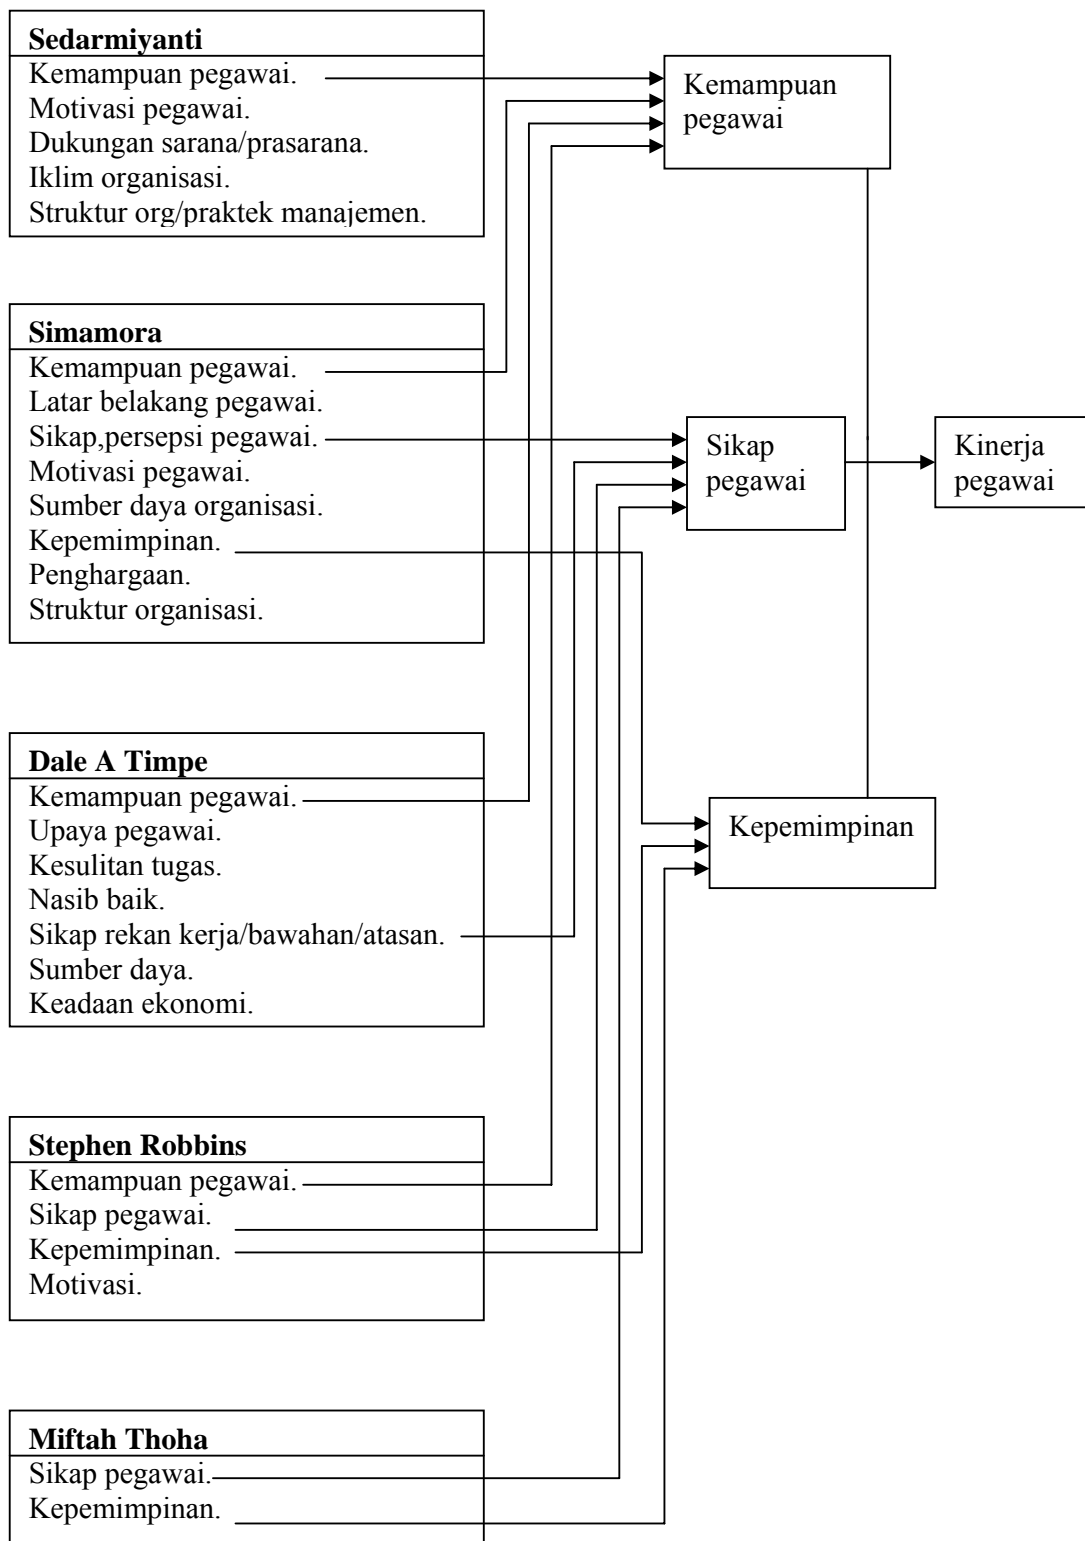 Sedarmiyanti
Kemampuan pegawai.
Motivasi pegawai.
Dukungan sarana/prasarana.
Iklim organisasi.
Struktur org/praktek manajemen.
Simamora
Kemampuan pegawai.
Latar belakang pegawai.
Sikap,persepsi pegawai.
Motivasi pegawai.
Sumber daya organisasi.
Kepemimpinan.
Penghargaan.
Struktur organisasi.
Dale A Timpe
Kemampuan pegawai.
Upaya pegawai.
Kesulitan tugas.
Nasib baik.
Sikap rekan kerja/bawahan/atasan.
Sumber daya.
Keadaan ekonomi.
Stephen Robbins
Kemampuan pegawai.
Sikap pegawai.
Kepemimpinan.
Motivasi.
Miftah Thoha
Sikap pegawai.
Kepemimpinan.
Kemampuan
pegawai
Sikap
pegawai
Kepemimpinan
Kinerja
pegawai